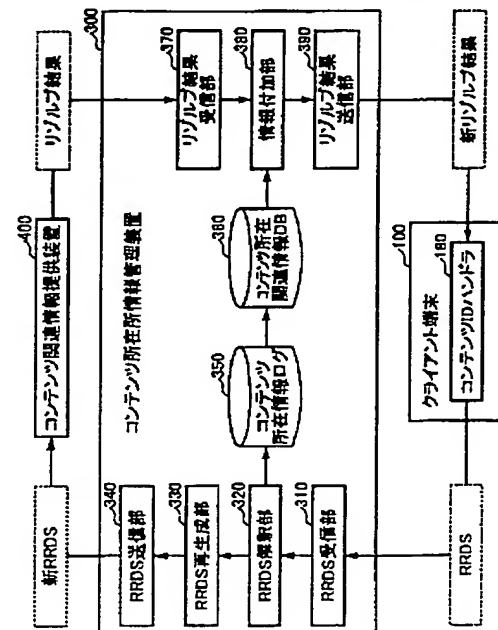 新RRDS
400
コンテンツ関連情報提供装置
リゾルブ結果
300
コンテンツ所在所情報管理装置
340
RRDS送信部
330
RRDS再生成部
320
RRDS解釈部
310
RRDS受信部
350
コンテンツ
所在情報ログ
360
コンテンツ所在
関連情報DB
370
リゾルブ結果
受信部
380
情報付加部
390
リゾルブ結果
送信部
RRDS
100
クライアント端末
180
コンテンツIDハンドラ
新リゾルブ結果